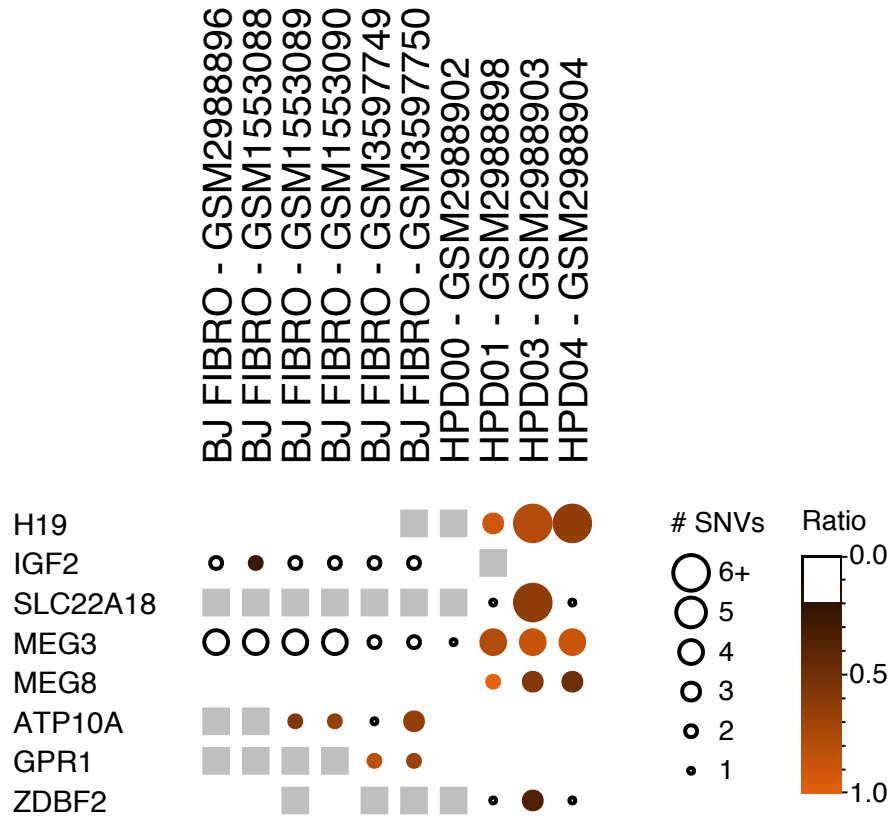 BJ FIBRO - GSM2988896
BJ FIBRO - GSM1553088
BJ FIBRO - GSM1553089
BJ FIBRO - GSM1553090
BJ FIBRO - GSM3597749
BJ FIBRO - GSM3597750
HPD00 - GSM2988902
HPD01 - GSM2988898
HPD03 - GSM2988903
HPD04 - GSM2988904
H19
IGF2
SLC22A18
MEG3
MEG8
ATP10A
GPR1
ZDBF2
# SNVs
6+
5
4
3
2
1
Ratio
0.0
0.5
1.0